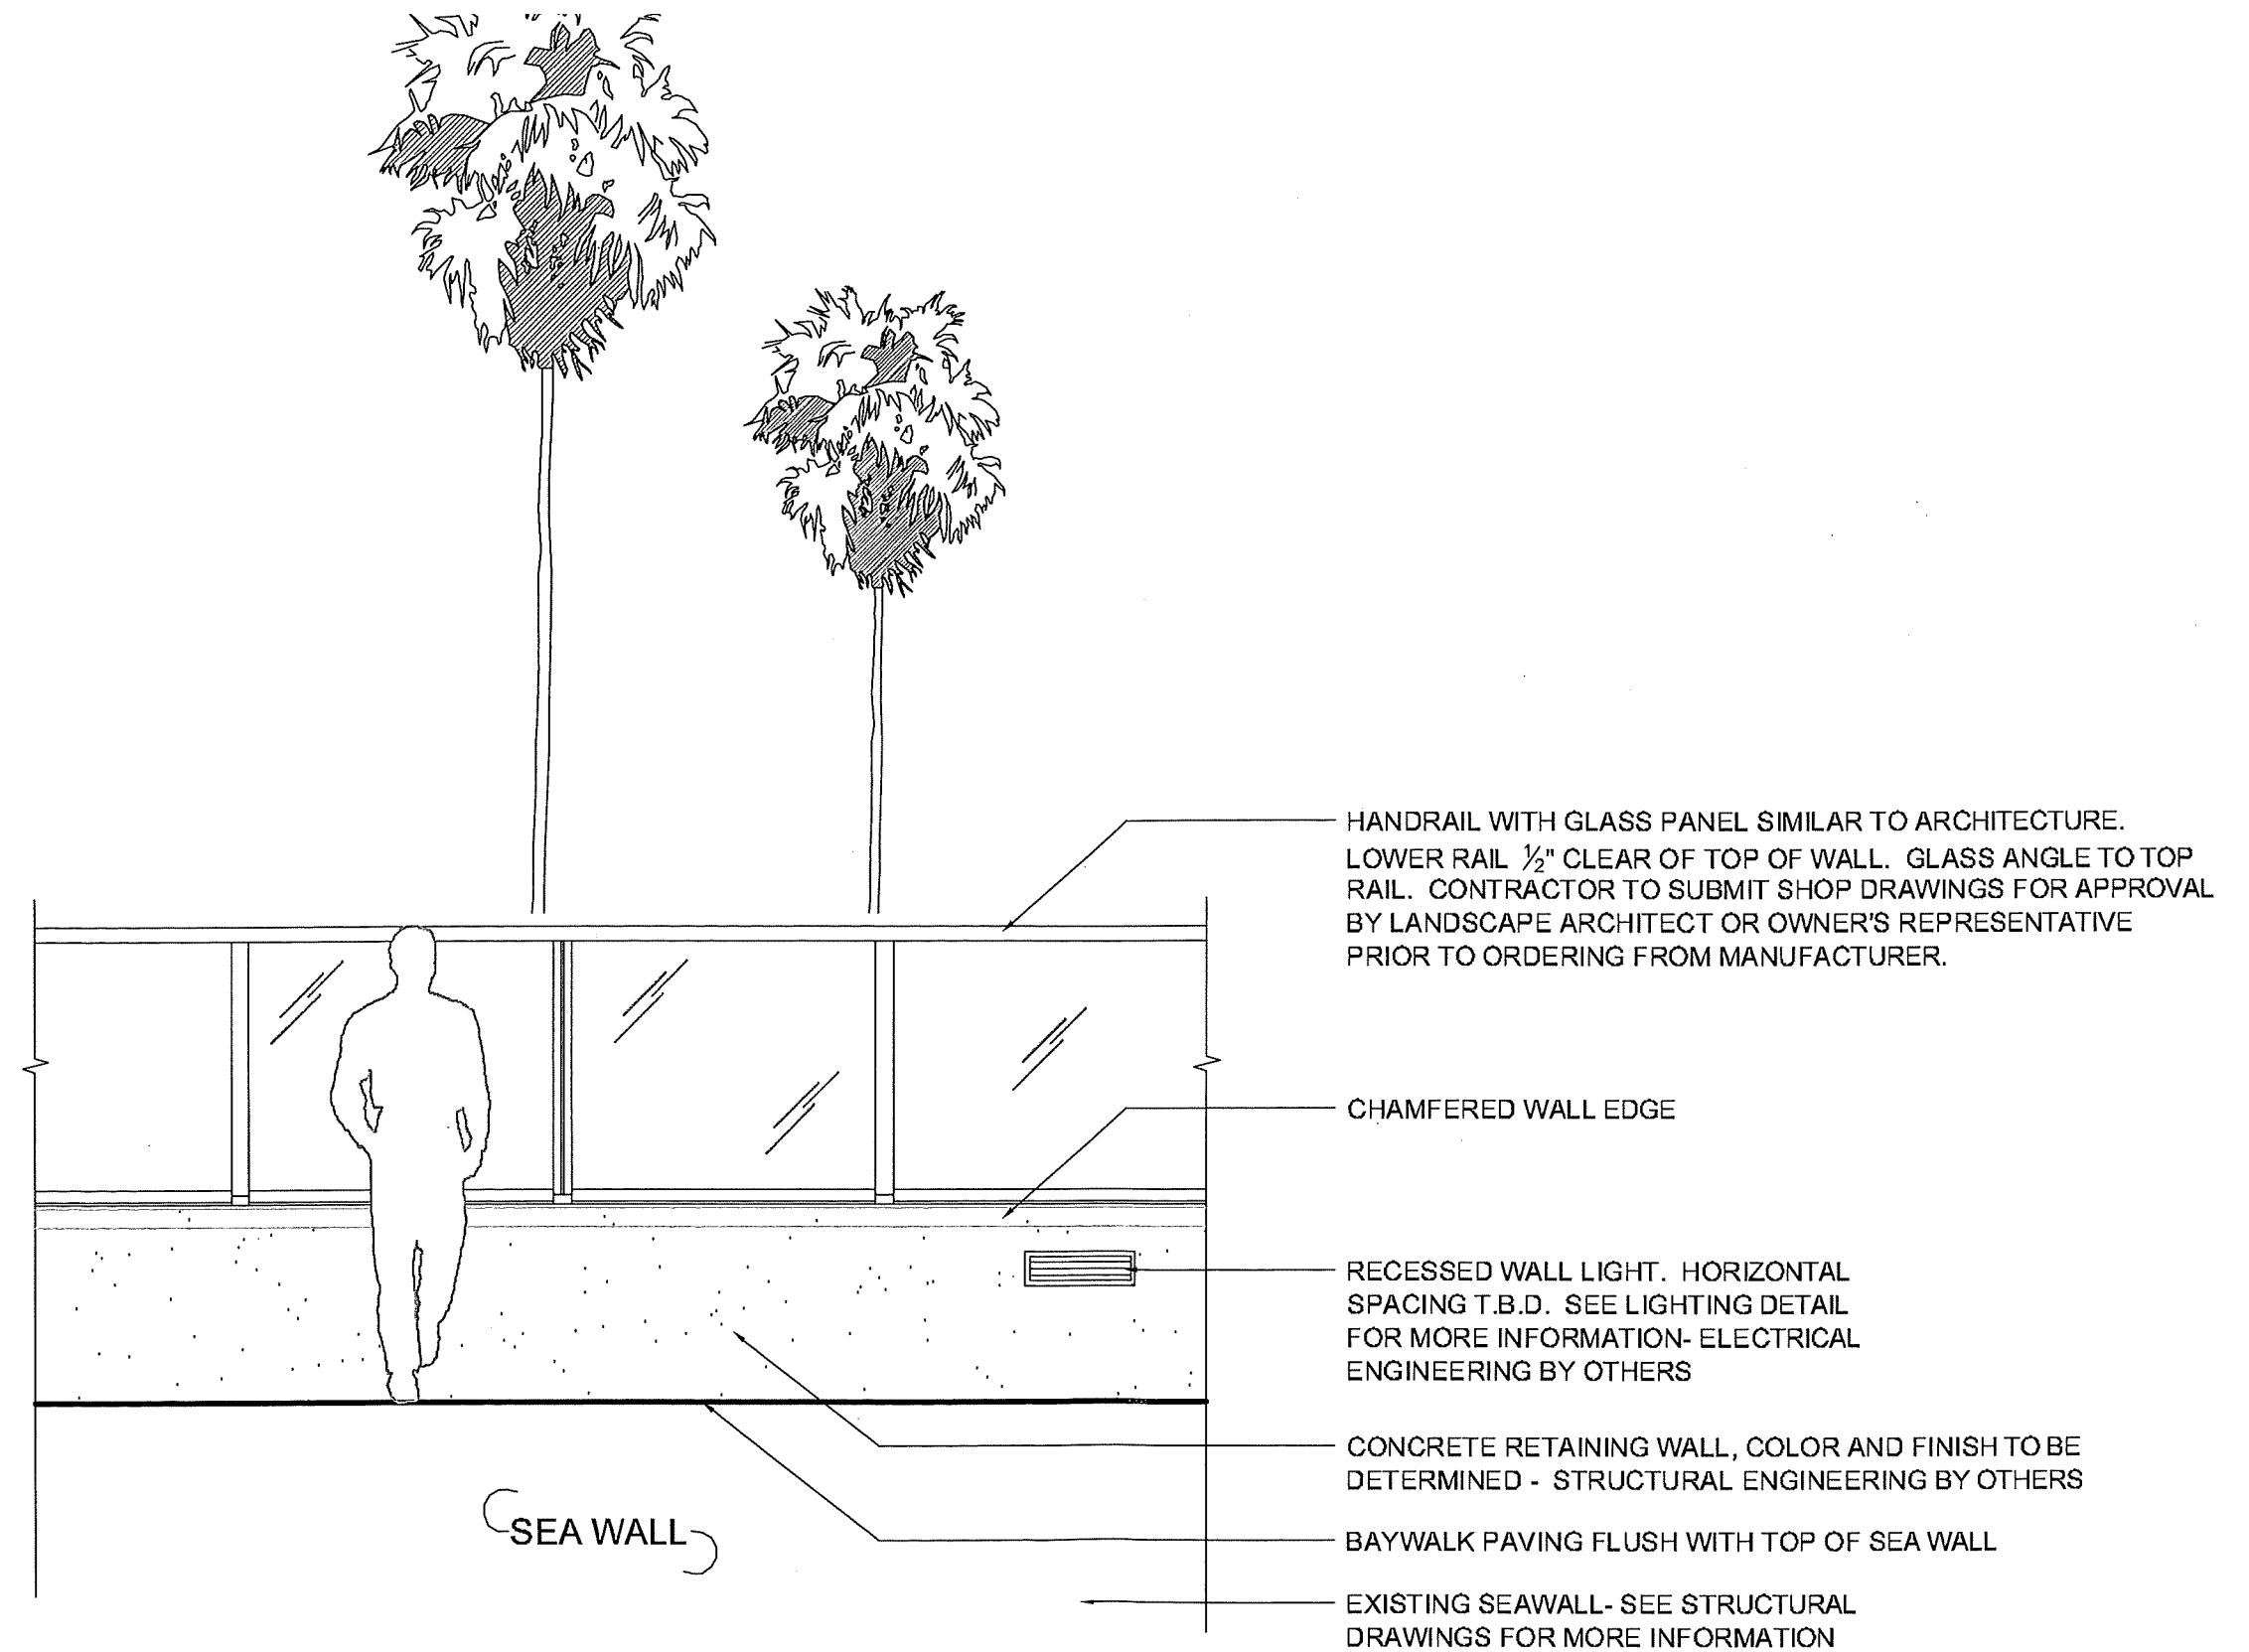 HANDRAIL WITH GLASS PANEL SIMILAR TO ARCHITECTURE.
LOWER RAIL ½" CLEAR OF TOP OF WALL. GLASS ANGLE TO TOP
RAIL. CONTRACTOR TO SUBMIT SHOP DRAWINGS FOR APPROVAL
BY LANDSCAPE ARCHITECT OR OWNER'S REPRESENTATIVE
PRIOR TO ORDERING FROM MANUFACTURER.
CHAMFERED WALL EDGE
RECESSED WALL LIGHT. HORIZONTAL
SPACING T.B.D. SEE LIGHTING DETAIL
FOR MORE INFORMATION- ELECTRICAL
ENGINEERING BY OTHERS
CONCRETE RETAINING WALL, COLOR AND FINISH TO BE
DETERMINED - STRUCTURAL ENGINEERING BY OTHERS
SEA WALL
BAYWALK PAVING FLUSH WITH TOP OF SEA WALL
EXISTING SEAWALL- SEE STRUCTURAL
DRAWINGS FOR MORE INFORMATION